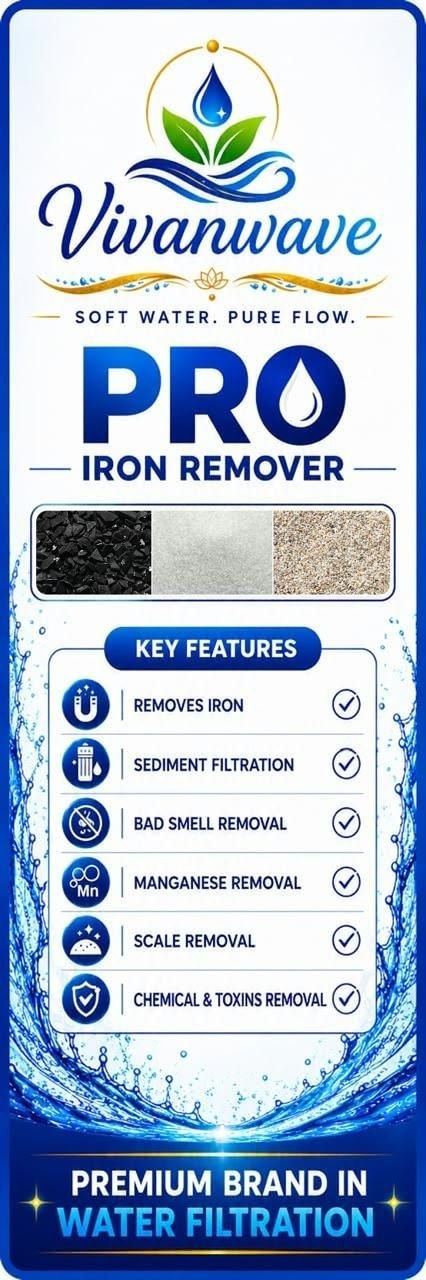 Vivanwave
SOFT WATER. PURE FLOW.
PRO
IRON REMOVER
KEY FEATURES
REMOVES IRON
SEDIMENT FILTRATION
BAD SMELL REMOVAL
Mn
MANGANESE REMOVAL
SCALE REMOVAL
CHEMICAL & TOXINS REMOVAL
PREMIUM BRAND IN
WATER FILTRATION